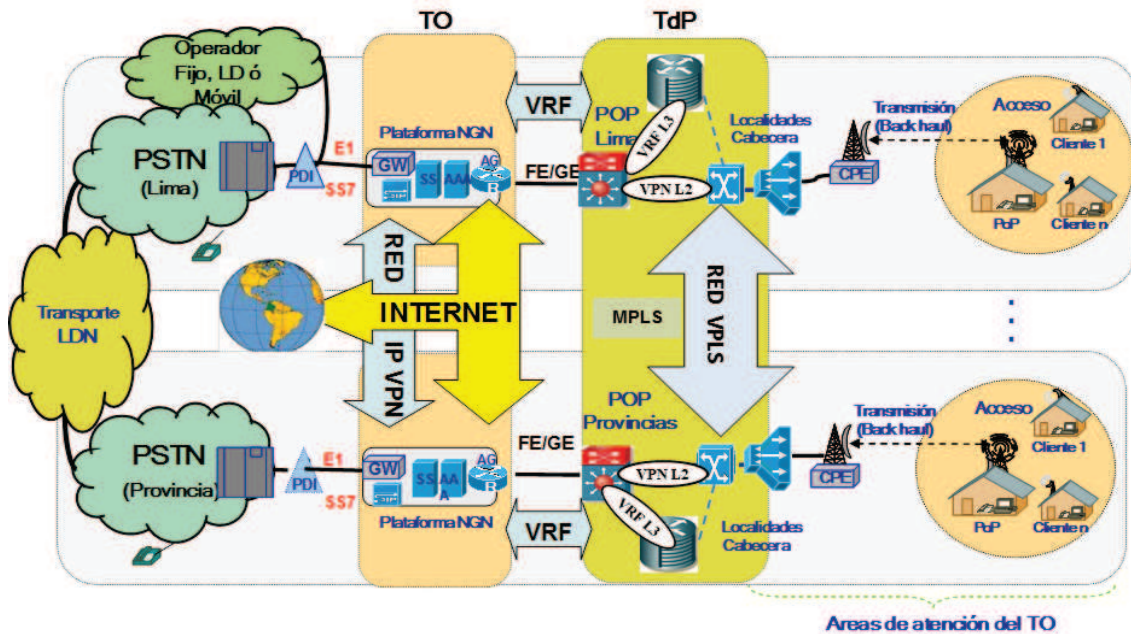 TO
TdP
Operador
Fijo, LD ó
Móvil
PSTN
(Lima)
PDI
E1
SS7
Plataforma NGN
GW
SS
AAA
AG
R
VRF
FE/GE
POP
Lima
VRF L3
VPN L2
Localidades
Cabecera
Transmisión
(Back haul)
CPE
Acceso
Cliente 1
PoP
Cliente n
Transporte
LDN
RED
INTERNET
IP VPN
MPLS
RED VPLS
PSTN
(Provincia)
PDI
E1
SS7
GW
SS
AA
A
AG
R
Plataforma NGN
FE/GE
VRF
POP
Provincias
VPN L2
VRF L3
Localidades
Cabecera
Transmisión
(Back haul)
CPE
Acceso
Cliente 1
PoP
Cliente n
Areas de atención del TO